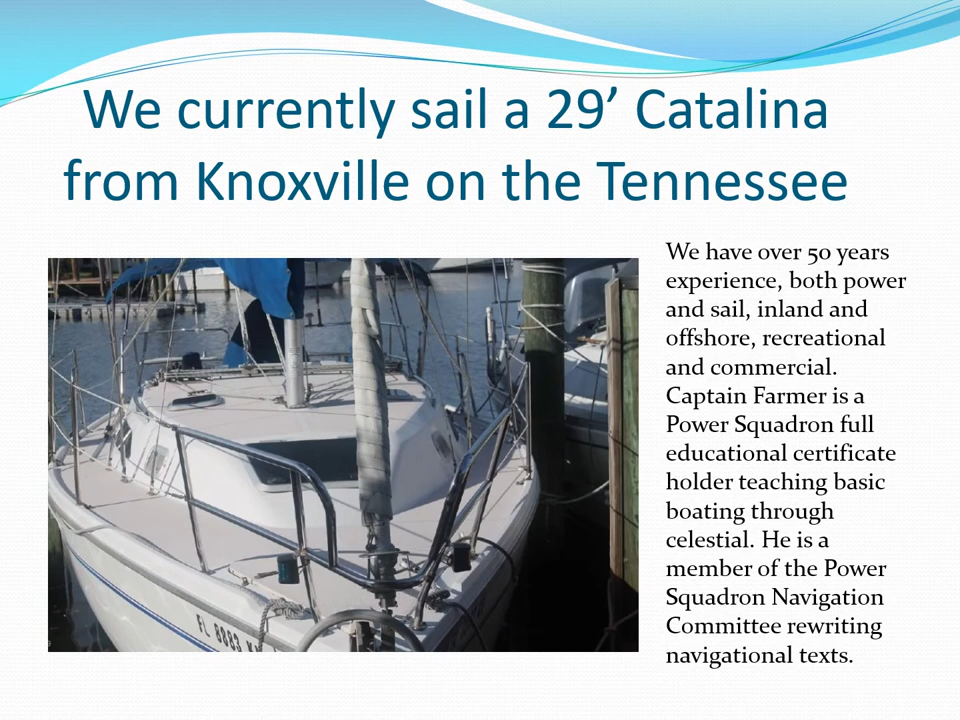 We currently sail a 29’ Catalina
from Knoxville on the Tennessee
We have over 50 years
experience, both power
and sail, inland and
offshore, recreational
and commercial.
Captain Farmer is a
Power Squadron full
educational certificate
holder teaching basic
boating through
celestial. He is a
member of the Power
Squadron Navigation
Committee rewriting
navigational texts.
FL 8883